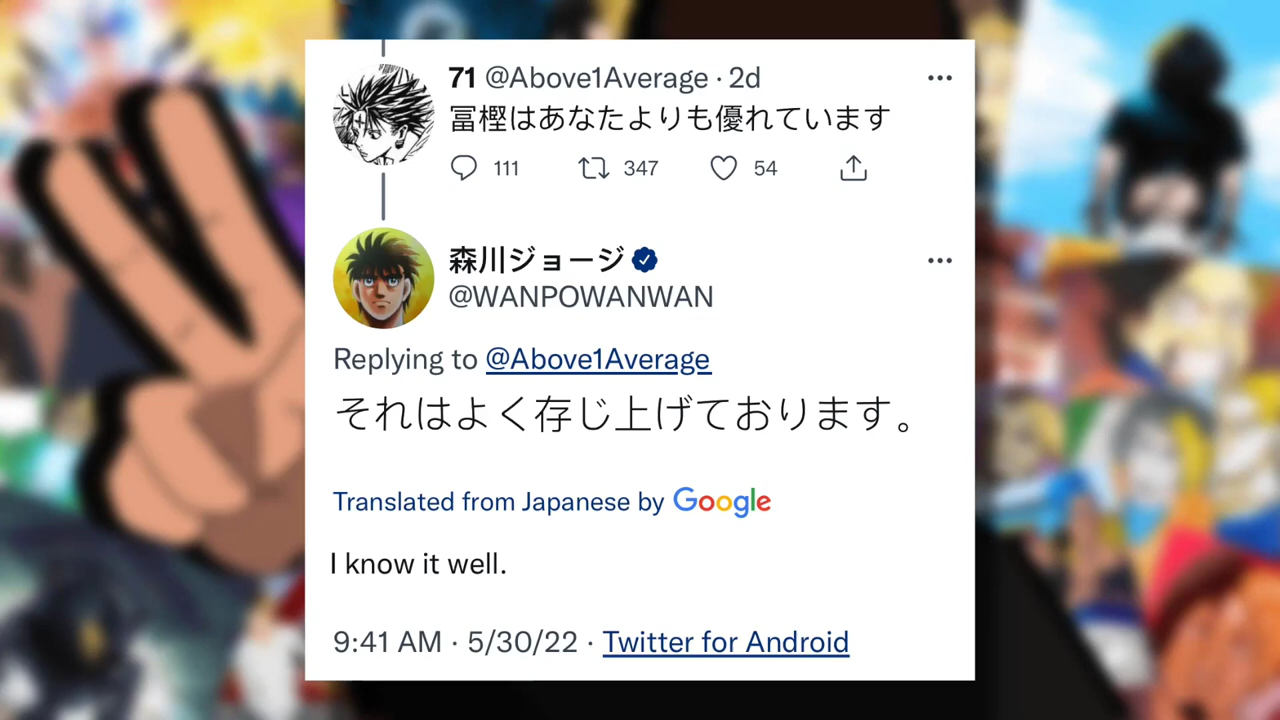 71 @Above1Average · 2d
冨樫はあなたよりも優れています
111 347 54
森川ジョージ
@WANPOWANWAN
Replying to @Above1Average
それはよく存じ上げております。
Translated from Japanese by Google
I know it well.
9:41 AM · 5/30/22 · Twitter for Android